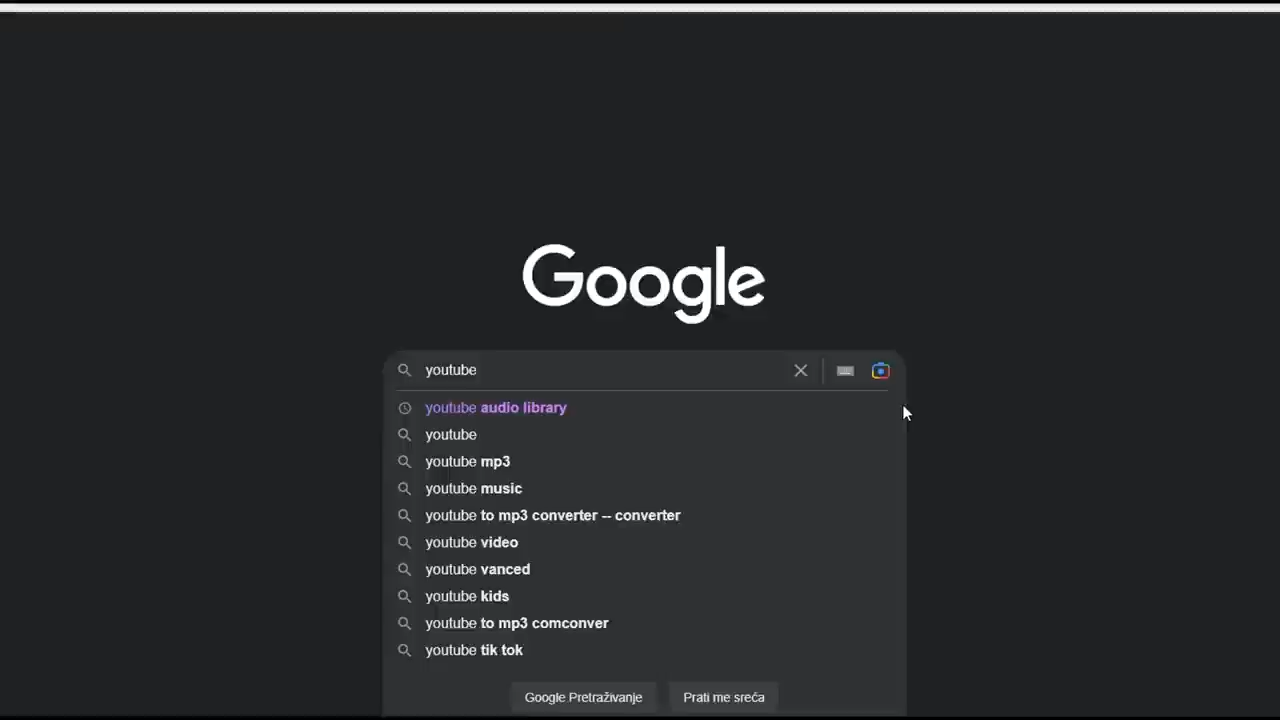 Google
youtube
youtube audio library
youtube
youtube mp3
youtube music
youtube to mp3 converter -- converter
youtube video
youtube vanced
youtube kids
youtube to mp3 comconver
youtube tik tok
Google Pretraživanje Prati me sreća